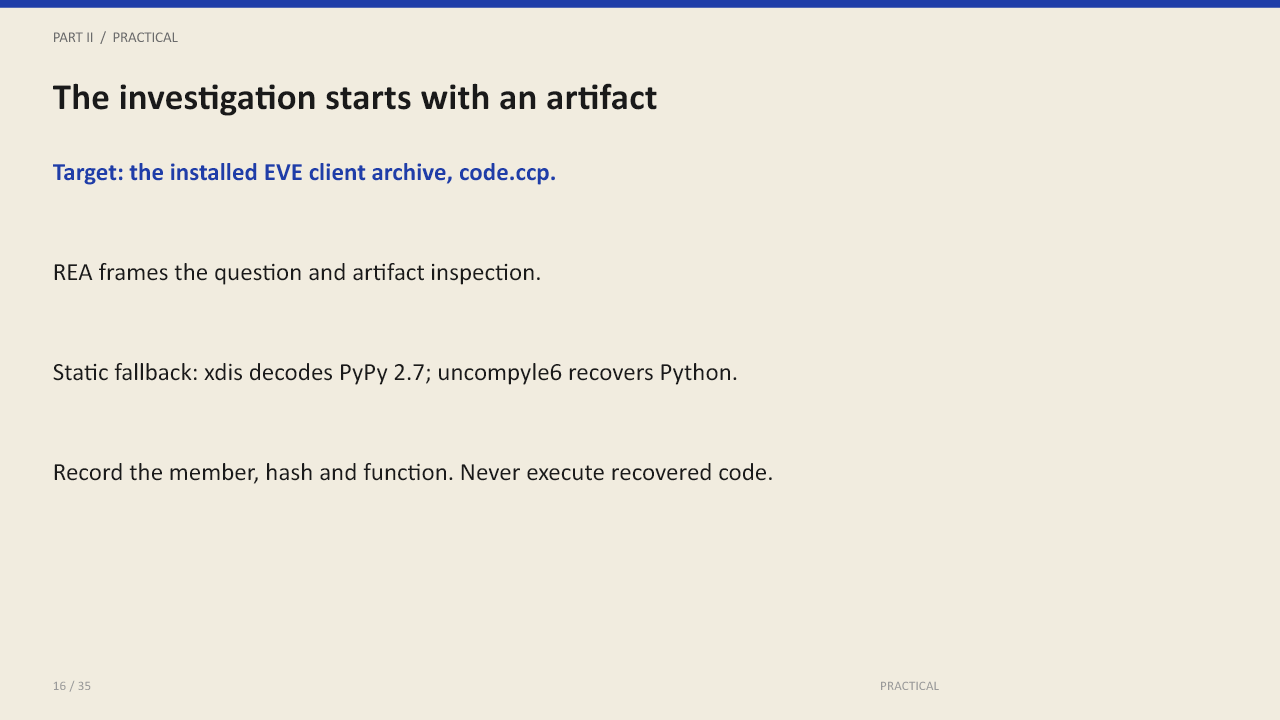 PART II / PRACTICAL
The investigation starts with an artifact
Target: the installed EVE client archive, code.ccp.
REA frames the question and artifact inspection.
Static fallback: xdis decodes PyPy 2.7; uncompyle6 recovers Python.
Record the member, hash and function. Never execute recovered code.
16 / 35
PRACTICAL